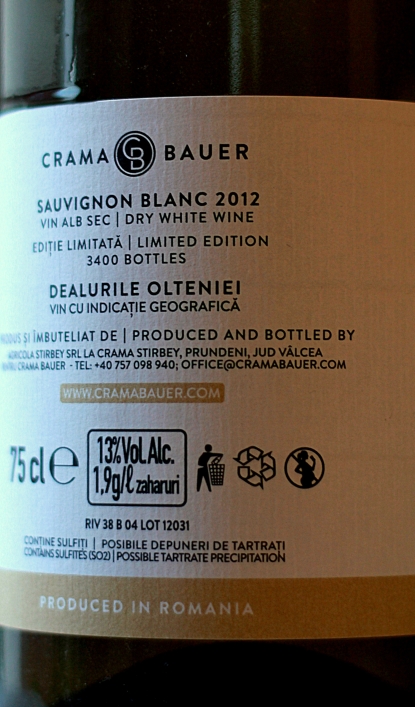 CRAMA CB BAUER
SAUVIGNON BLANC 2012
VIN ALB SEC | DRY WHITE WINE
EDIȚIE LIMITATĂ | LIMITED EDITION
3400 BOTTLES
DEALURILE OLTENIEI
VIN CU INDICAȚIE GEOGRAFICĂ
ȘI ÎMBUTELIAT DE | PRODUCED AND BOTTLED BY
AGRICOLA STIRBEY SRL LA CRAMA STIRBEY, PRUNDENI, JUD VÂLCEA
PENTRU CRAMA BAUER - TEL: +40 757 098 940; OFFICE@CRAMABAUER.COM
WWW.CRAMABAUER.COM
75 cl e
13%Vol.Alc.
1,9g/ℓ zaharuri
RIV 38 B 04 LOT 12031
CONȚINE SULFIȚI | POSIBILE DEPUNERI DE TARTRAȚI
CONTAINS SULFITES (SO2) | POSSIBLE TARTRATE PRECIPITATION
PRODUCED IN ROMANIA